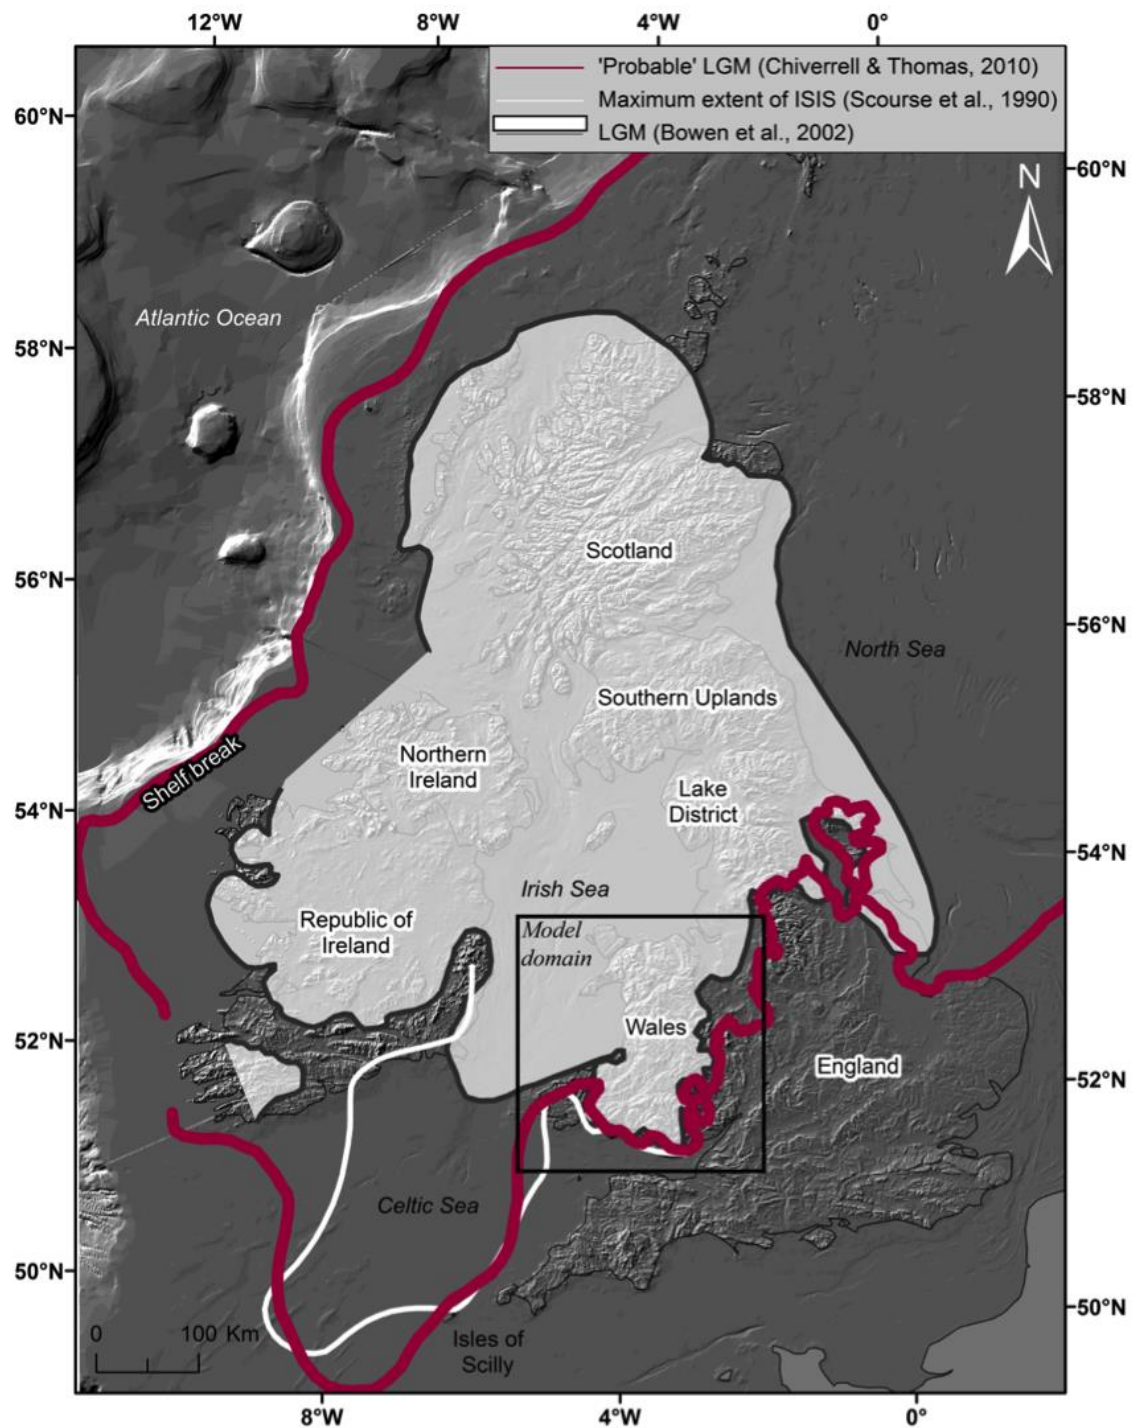 12°W 8°W 4°W 0°
'Probable' LGM (Chiverrell & Thomas, 2010)
Maximum extent of ISIS (Scourse et al., 1990)
LGM (Bowen et al., 2002)
60°N
60°N
N
Atlantic Ocean
58°N
58°N
Scotland
56°N
56°N
North Sea
Southern Uplands
Northern
Ireland
Shelf break
Lake
District
54°N
54°N
Irish Sea
Republic of
Ireland
Model
domain
Wales
52°N
52°N
England
Celtic Sea
50°N
50°N
0 100 Km
Isles of
Scilly
8°W 4°W 0°